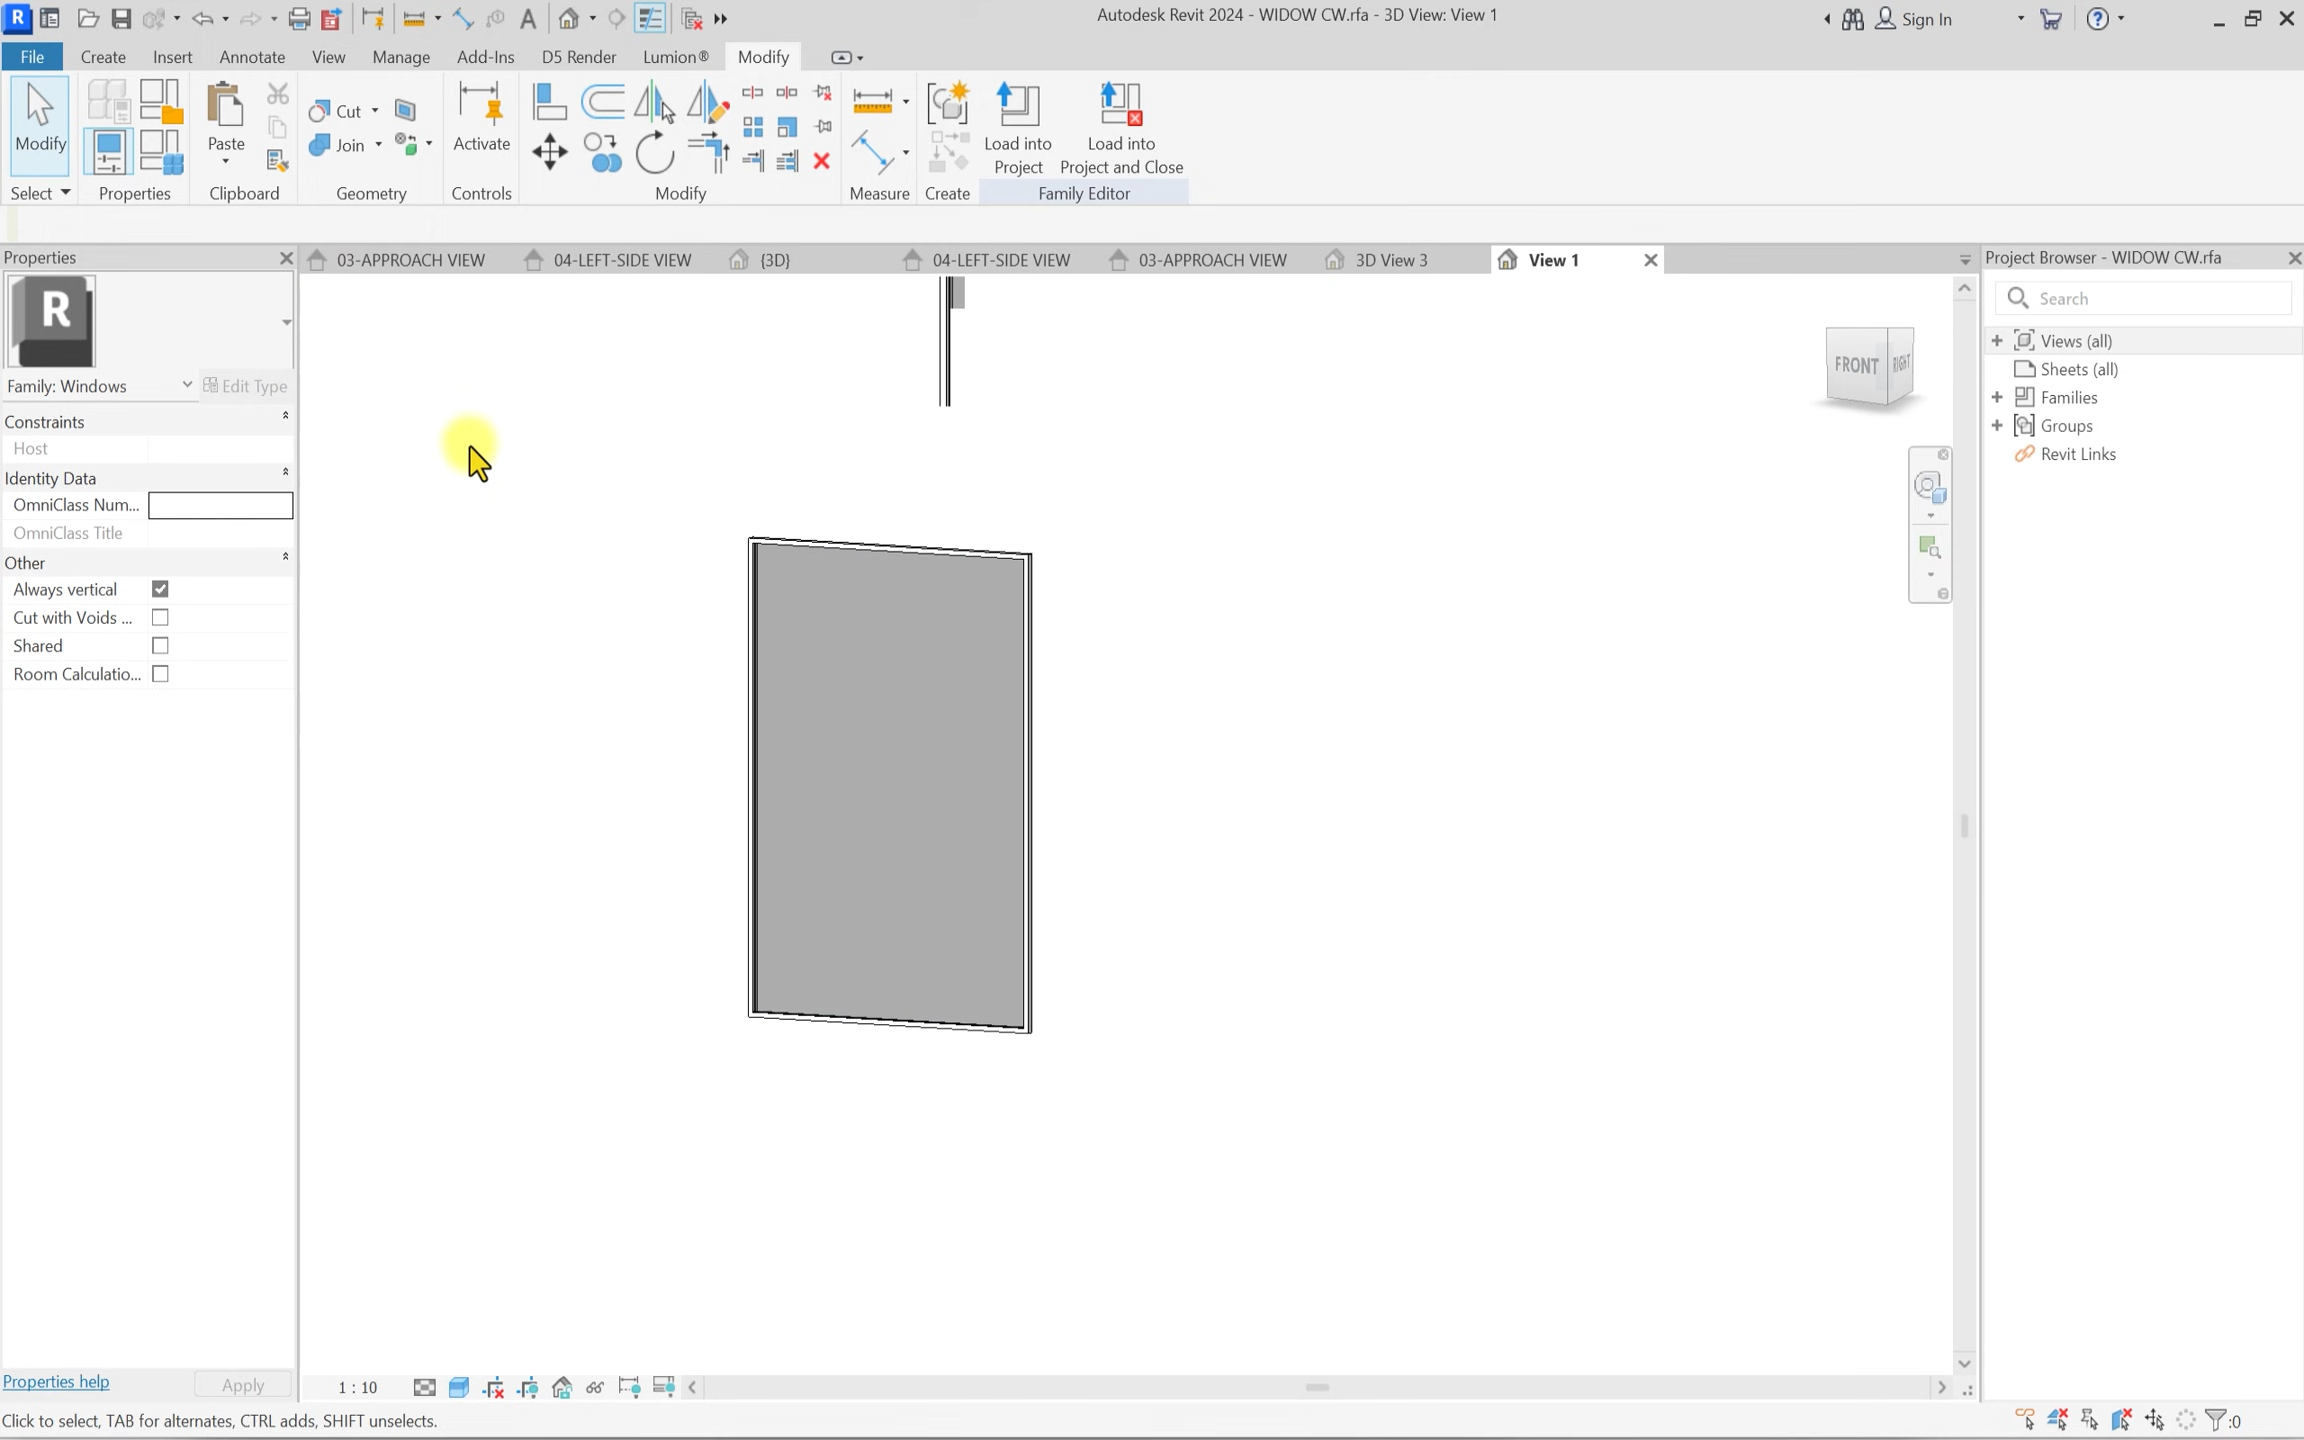 Autodesk Revit 2024 - WIDOW CW.rfa - 3D View: View 1
Sign In
File Create Insert Annotate View Manage Add-Ins D5 Render Lumion® Modify
Modify Paste Cut Join Activate Load into Project Load into Project and Close
Select Properties Clipboard Geometry Controls Modify Measure Create Family Editor
Properties
03-APPROACH VIEW 04-LEFT-SIDE VIEW {3D} 04-LEFT-SIDE VIEW 03-APPROACH VIEW 3D View 3 View 1
Project Browser - WIDOW CW.rfa
R
Search
Family: Windows Edit Type
Constraints
Host
Identity Data
OmniClass Num...
OmniClass Title
Other
Always vertical
Cut with Voids ...
Shared
Room Calculatio...
FRONT RIGHT
Views (all)
Sheets (all)
Families
Groups
Revit Links
Properties help Apply
1 : 10
Click to select, TAB for alternates, CTRL adds, SHIFT unselects.
:0